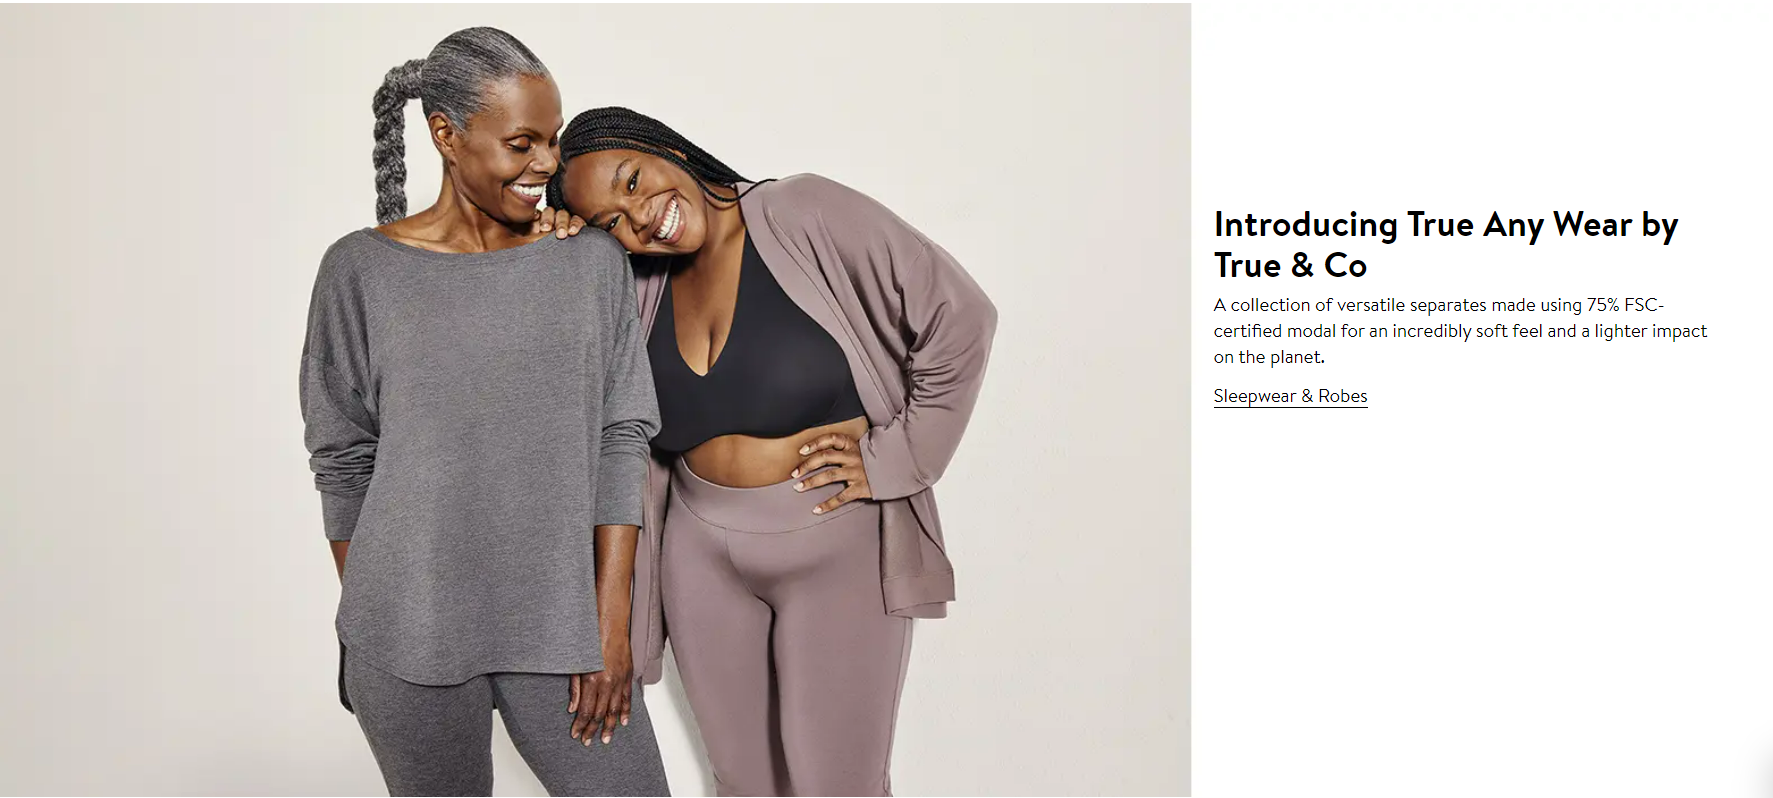 Introducing True Any Wear by
True & Co
A collection of versatile separates made using 75% FSC-
certified modal for an incredibly soft feel and a lighter impact
on the planet.
Sleepwear & Robes